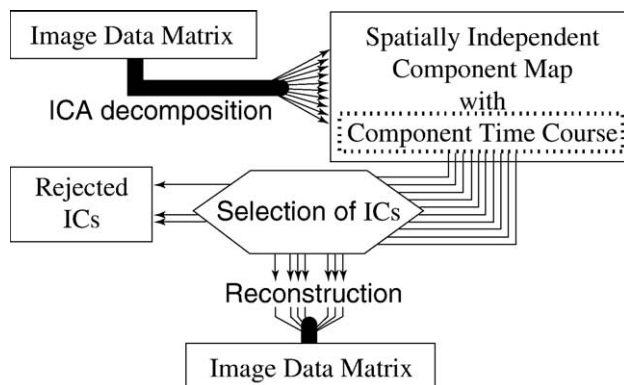 Image Data Matrix
Spatially Independent
Component Map
with
Component Time Course
ICA decomposition
Rejected
ICs
Selection of ICs
Reconstruction
Image Data Matrix